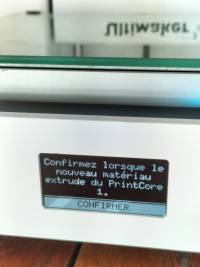 Ultimaker
Confirmez lorsque le
nouveau matériau
extrude du PrintCore
1.
CONFIRMER